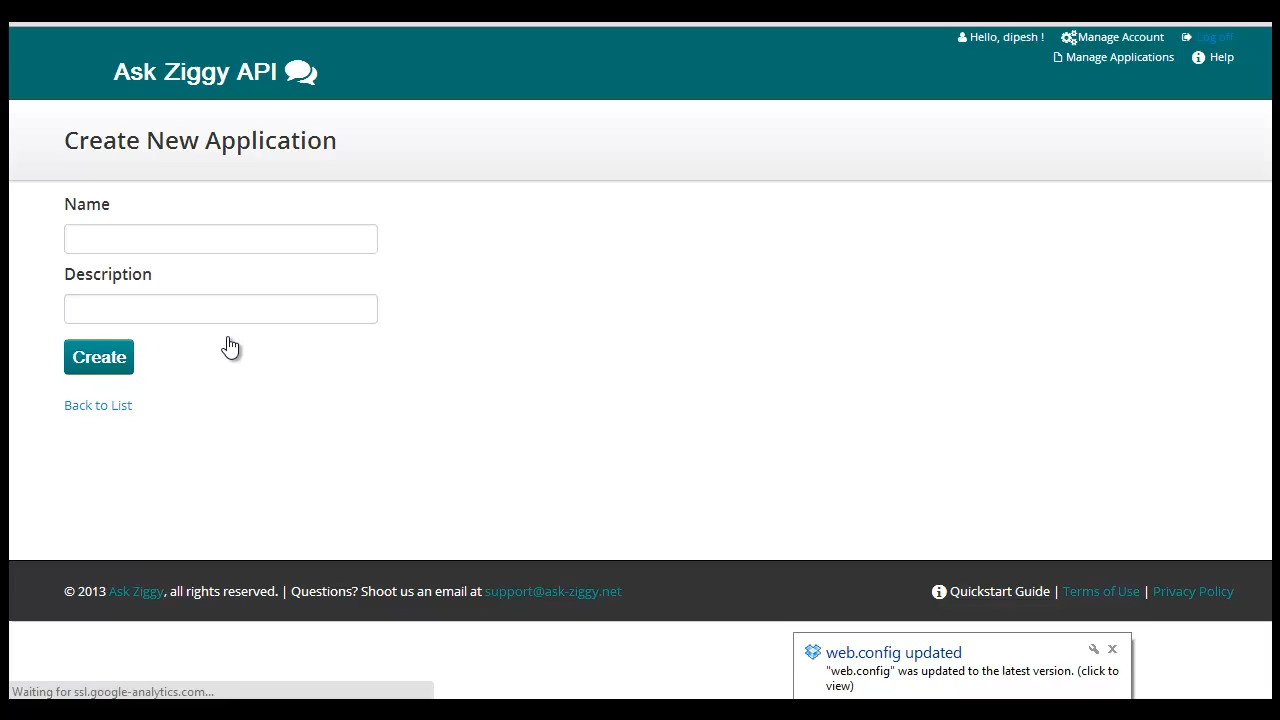 Hello, dipesh ! Manage Account Log off
Manage Applications Help
Ask Ziggy API
Create New Application
Name
Description
Create
Back to List
© 2013 Ask Ziggy, all rights reserved. | Questions? Shoot us an email at support@ask-ziggy.net
Quickstart Guide | Terms of Use | Privacy Policy
web.config updated
"web.config" was updated to the latest version. (click to
view)
Waiting for ssl.google-analytics.com...